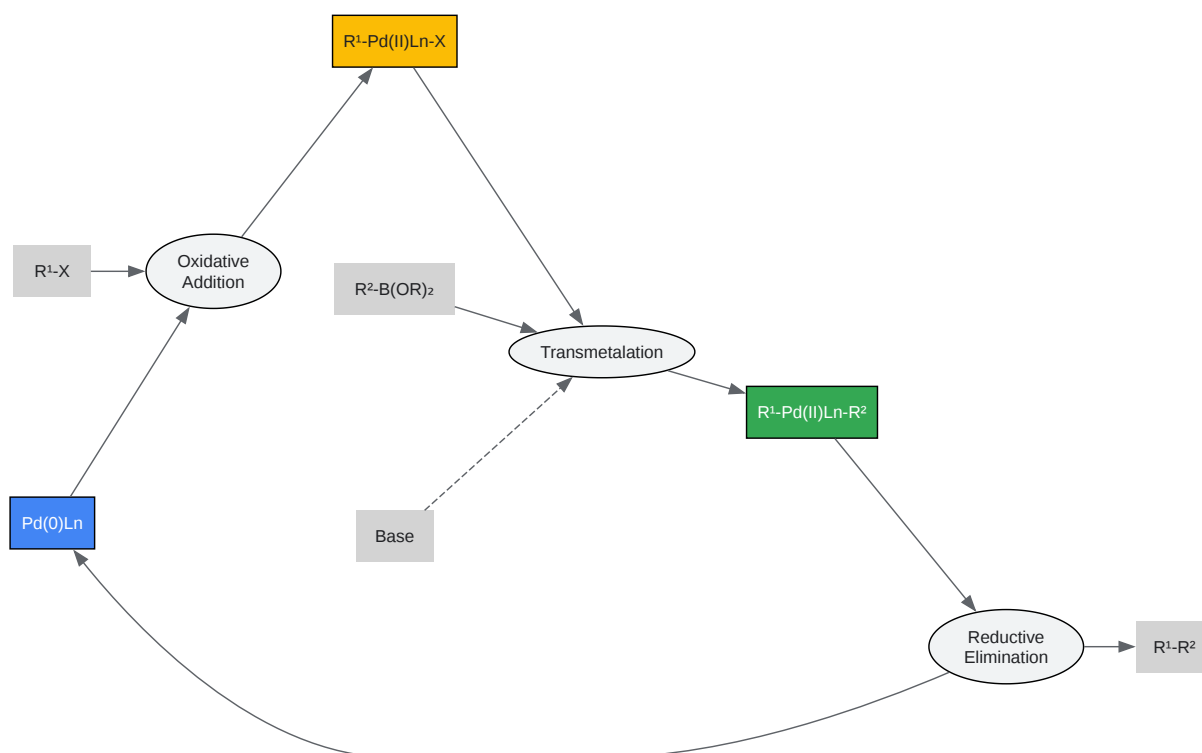 R¹-Pd(II)Ln-X
Oxidative
Addition
R¹-X
R²-B(OR)₂
Transmetalation
R¹-Pd(II)Ln-R²
Pd(0)Ln
Base
Reductive
Elimination
R¹-R²